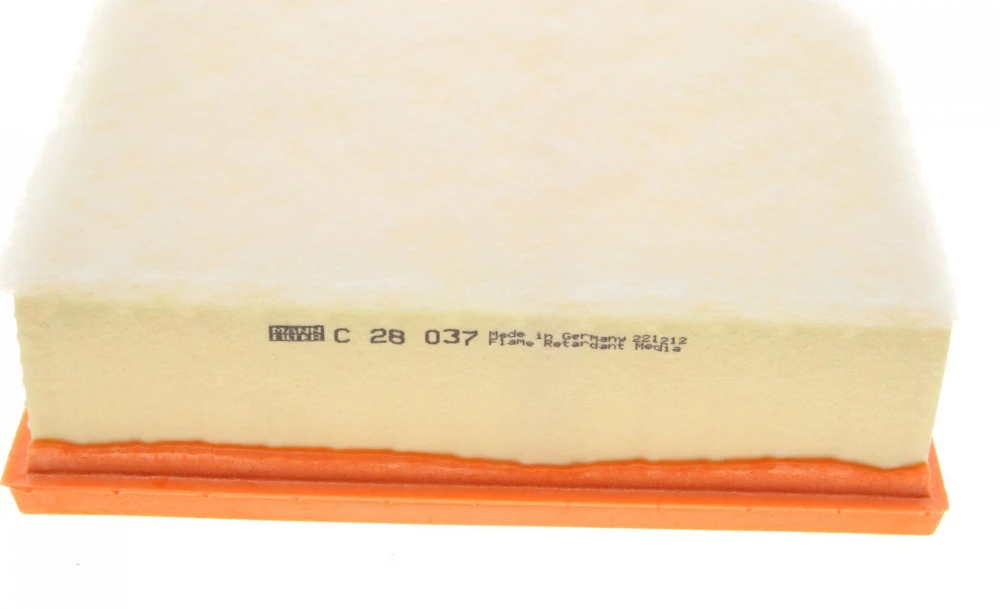 MANN
FILTER
C 28 037
Made in Germany 221212
Flame Retardant Media